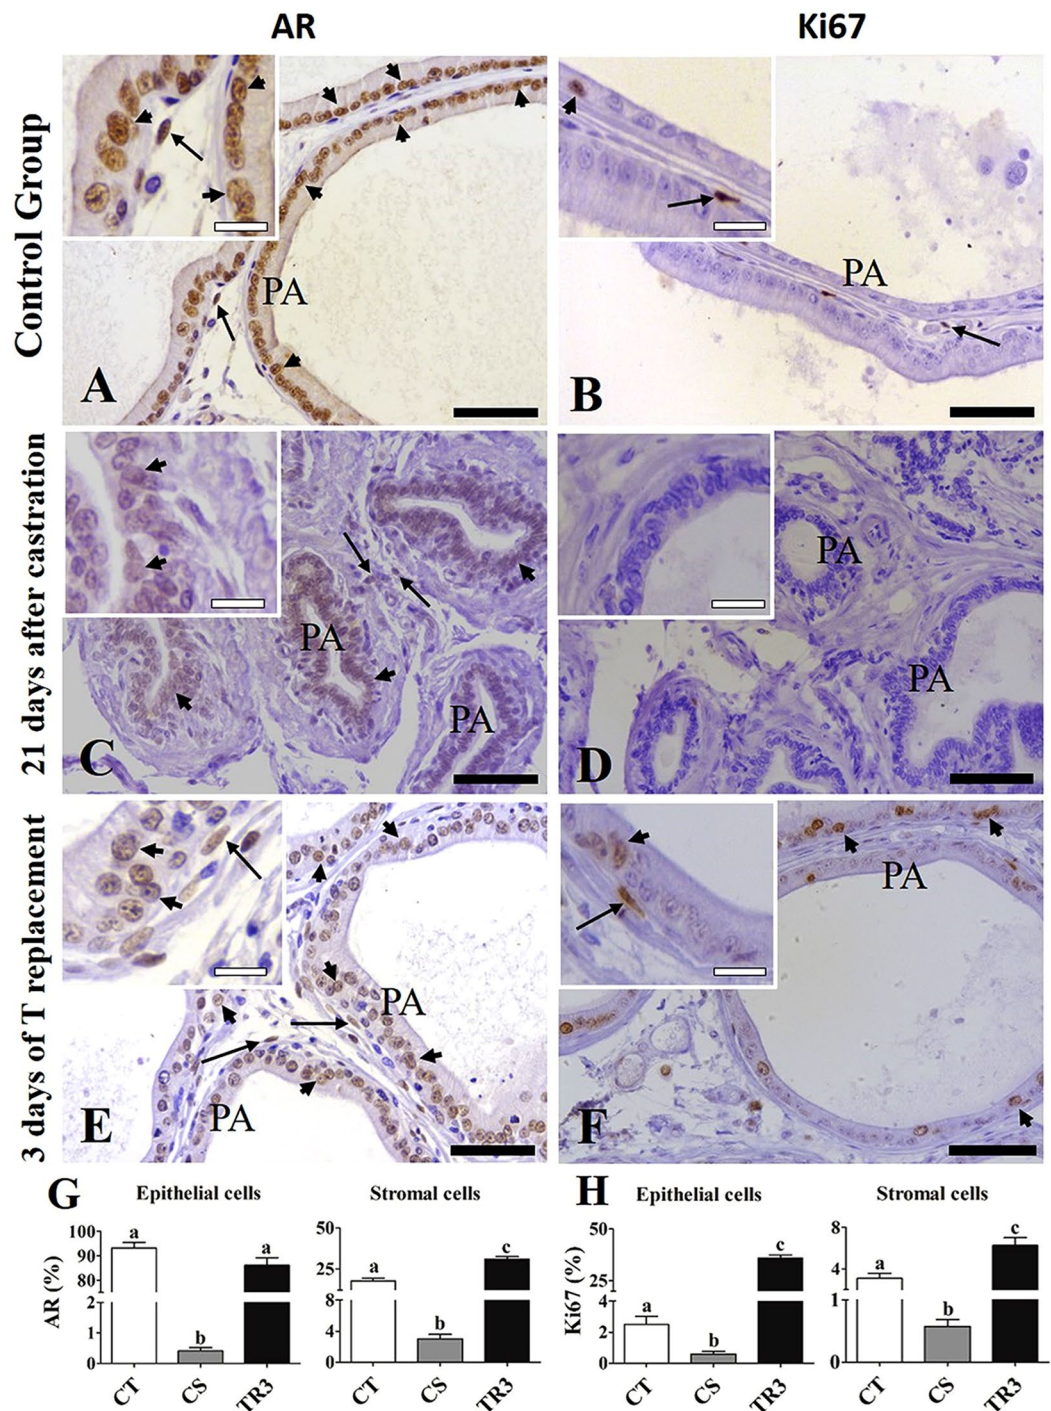 AR
Ki67
Control Group
PA
A
PA
B
21 days after castration
PA
PA
C
PA
PA
D
3 days of T replacement
PA
PA
E
PA
F
G
Epithelial cells
Stromal cells
AR (%)
100
90
80
2
1
0
a
b
a
CT
CS
TR3
50
25
8
4
0
a
b
c
CT
CS
TR3
H
Epithelial cells
Stromal cells
Ki67 (%)
50
25
4
2
0
a
b
c
CT
CS
TR3
8
4
1
0
a
b
c
CT
CS
TR3